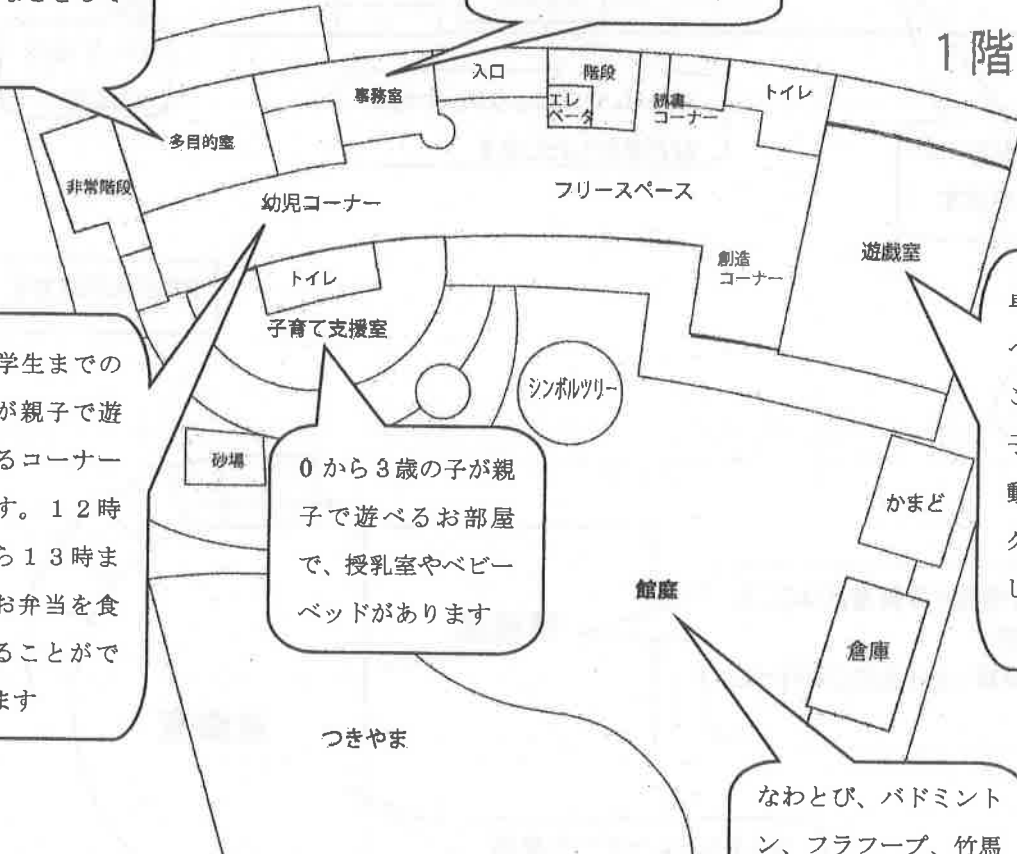 1階
入口
階段
エレ
ベータ
読書
コーナー
トイレ
事務室
多目的室
非常階段
幼児コーナー
フリースペース
創造
コーナー
遊戯室
トイレ
子育て支援室
シンボルツリー
砂場
学生までの
が親子で遊
るコーナー
す。12時
ら13時ま
お弁当を食
ることがで
ます
0から3歳の子が親
子で遊べるお部屋
で、授乳室やベビー
ベッドがあります
かまど
倉庫
館庭
つきやま
なわとび、バドミント
ン、フラフープ、竹馬